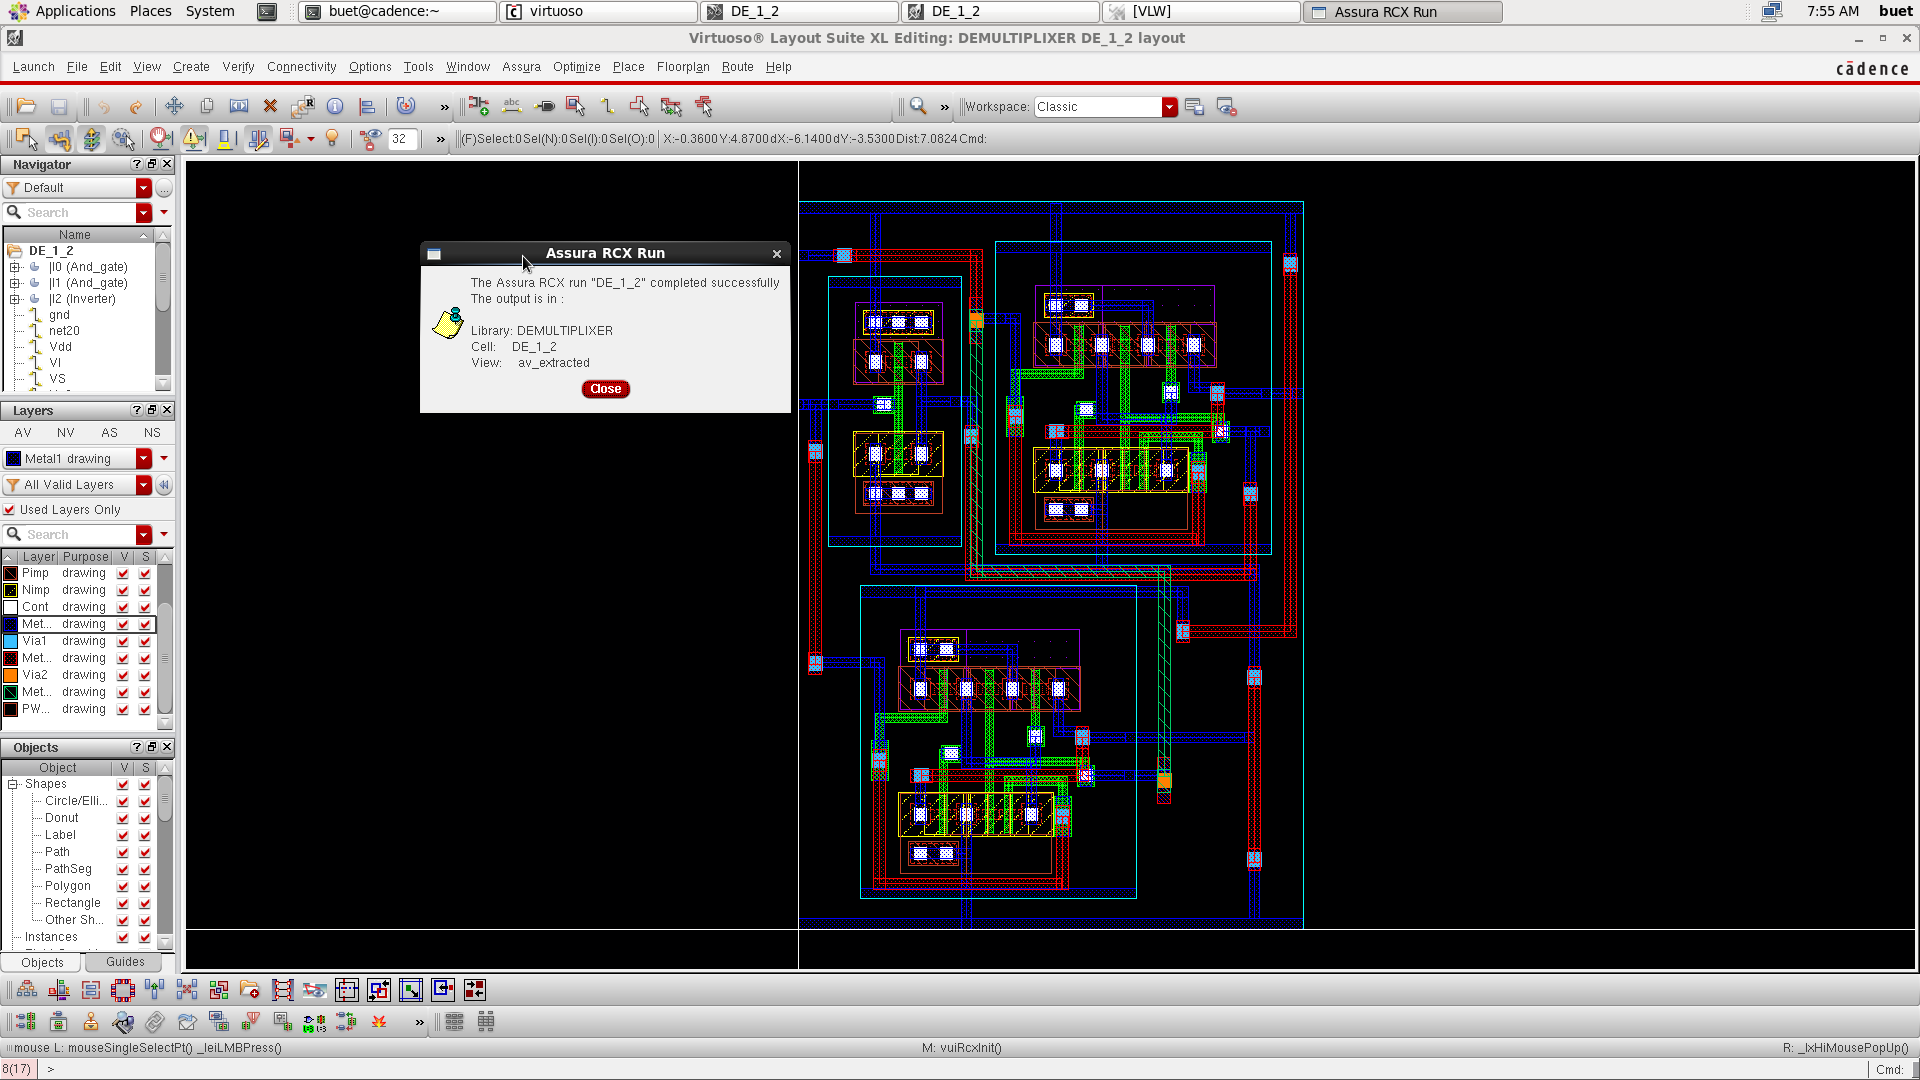 Applications Places System buet@cadence:~ virtuoso DE_1_2 DE_1_2 [VLW] Assura RCX Run 7:55 AM buet
Virtuoso® Layout Suite XL Editing: DEMULTIPLIXER DE_1_2 layout
Launch File Edit View Create Verify Connectivity Options Tools Window Assura Optimize Place Floorplan Route Help cādence
» » Workspace: Classic
32 » (F)Select:0 Sel(N):0 Sel(I):0 Sel(O):0 X:-0.3600 Y:4.8700 dX:-6.1400 dY:-3.5300 Dist:7.0824 Cmd:
Navigator
Default
Search
Name
DE_1_2
|I0 (And_gate)
|I1 (And_gate)
|I2 (Inverter)
gnd
net20
Vdd
VI
VS
Layers
AV NV AS NS
Metal1 drawing
All Valid Layers
Used Layers Only
Search
Layer Purpose V S
Pimp drawing
Nimp drawing
Cont drawing
Met... drawing
Via1 drawing
Met... drawing
Via2 drawing
Met... drawing
PW... drawing
Objects
Object V S
Shapes
Circle/Elli...
Donut
Label
Path
PathSeg
Polygon
Rectangle
Other Sh...
Instances
Objects Guides
Assura RCX Run
The Assura RCX run "DE_1_2" completed successfully
The output is in :
Library: DEMULTIPLIXER
Cell: DE_1_2
View: av_extracted
Close
»
mouse L: mouseSingleSelectPt() _leiLMBPress() M: vuiRcxInit() R: _lxHiMousePopUp()
8(17) > Cmd: